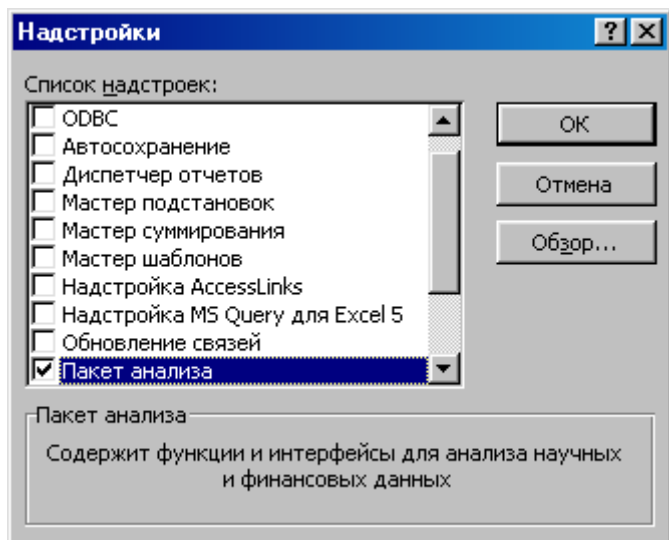 Надстройки
Список надстроек:
ODBC
Автосохранение
Диспетчер отчетов
Мастер подстановок
Мастер суммирования
Мастер шаблонов
Надстройка AccessLinks
Надстройка MS Query для Excel 5
Обновление связей
Пакет анализа
ОК
Отмена
Обзор...
Пакет анализа
Содержит функции и интерфейсы для анализа научных
и финансовых данных